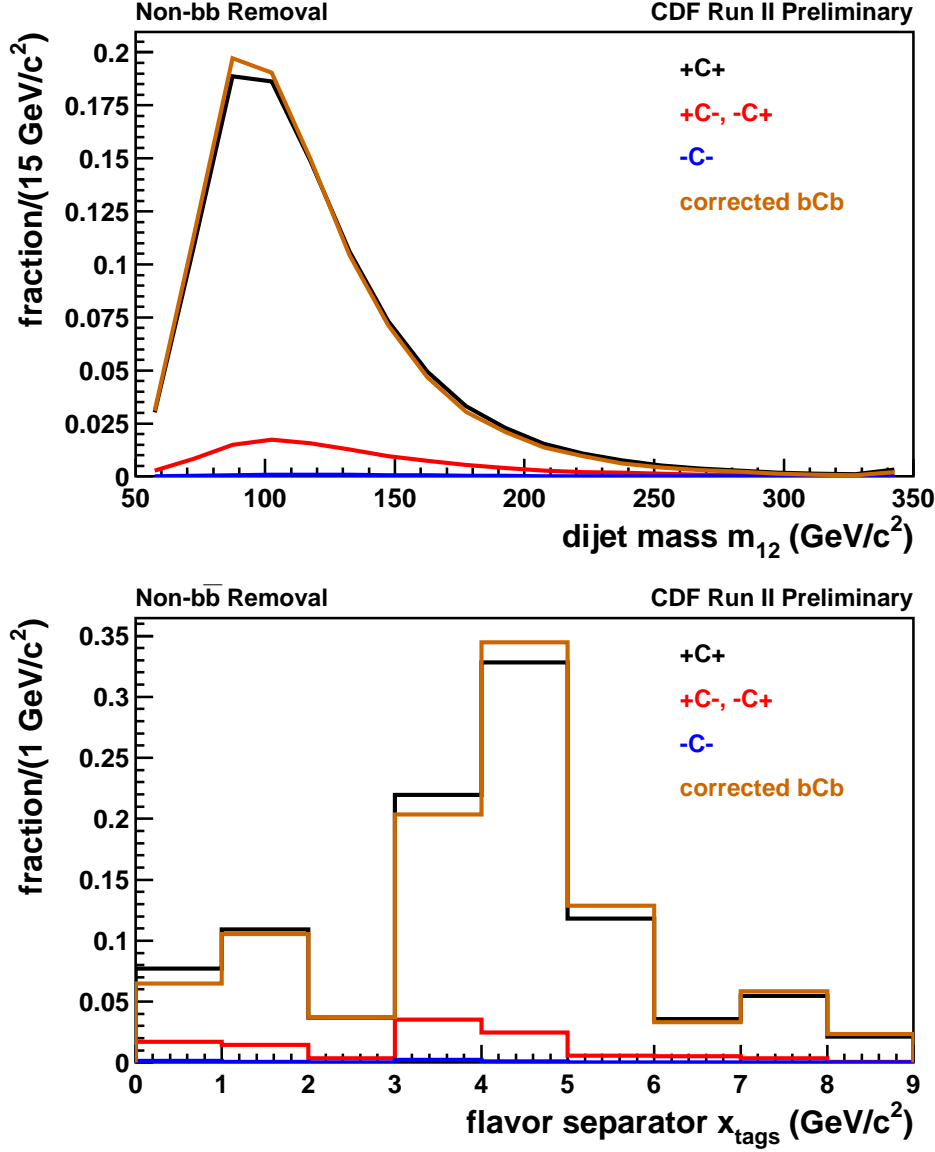 Non-bb Removal CDF Run II Preliminary
fraction/(15 GeV/c²)
0.2
0.175
0.15
0.125
0.1
0.075
0.05
0.025
0
+C+
+C-, -C+
-C-
corrected bCb
50 100 150 200 250 300 350
dijet mass m₁₂ (GeV/c²)
Non-bb̅ Removal CDF Run II Preliminary
fraction/(1 GeV/c²)
0.35
0.3
0.25
0.2
0.15
0.1
0.05
0
+C+
+C-, -C+
-C-
corrected bCb
0 1 2 3 4 5 6 7 8 9
flavor separator x_tags (GeV/c²)